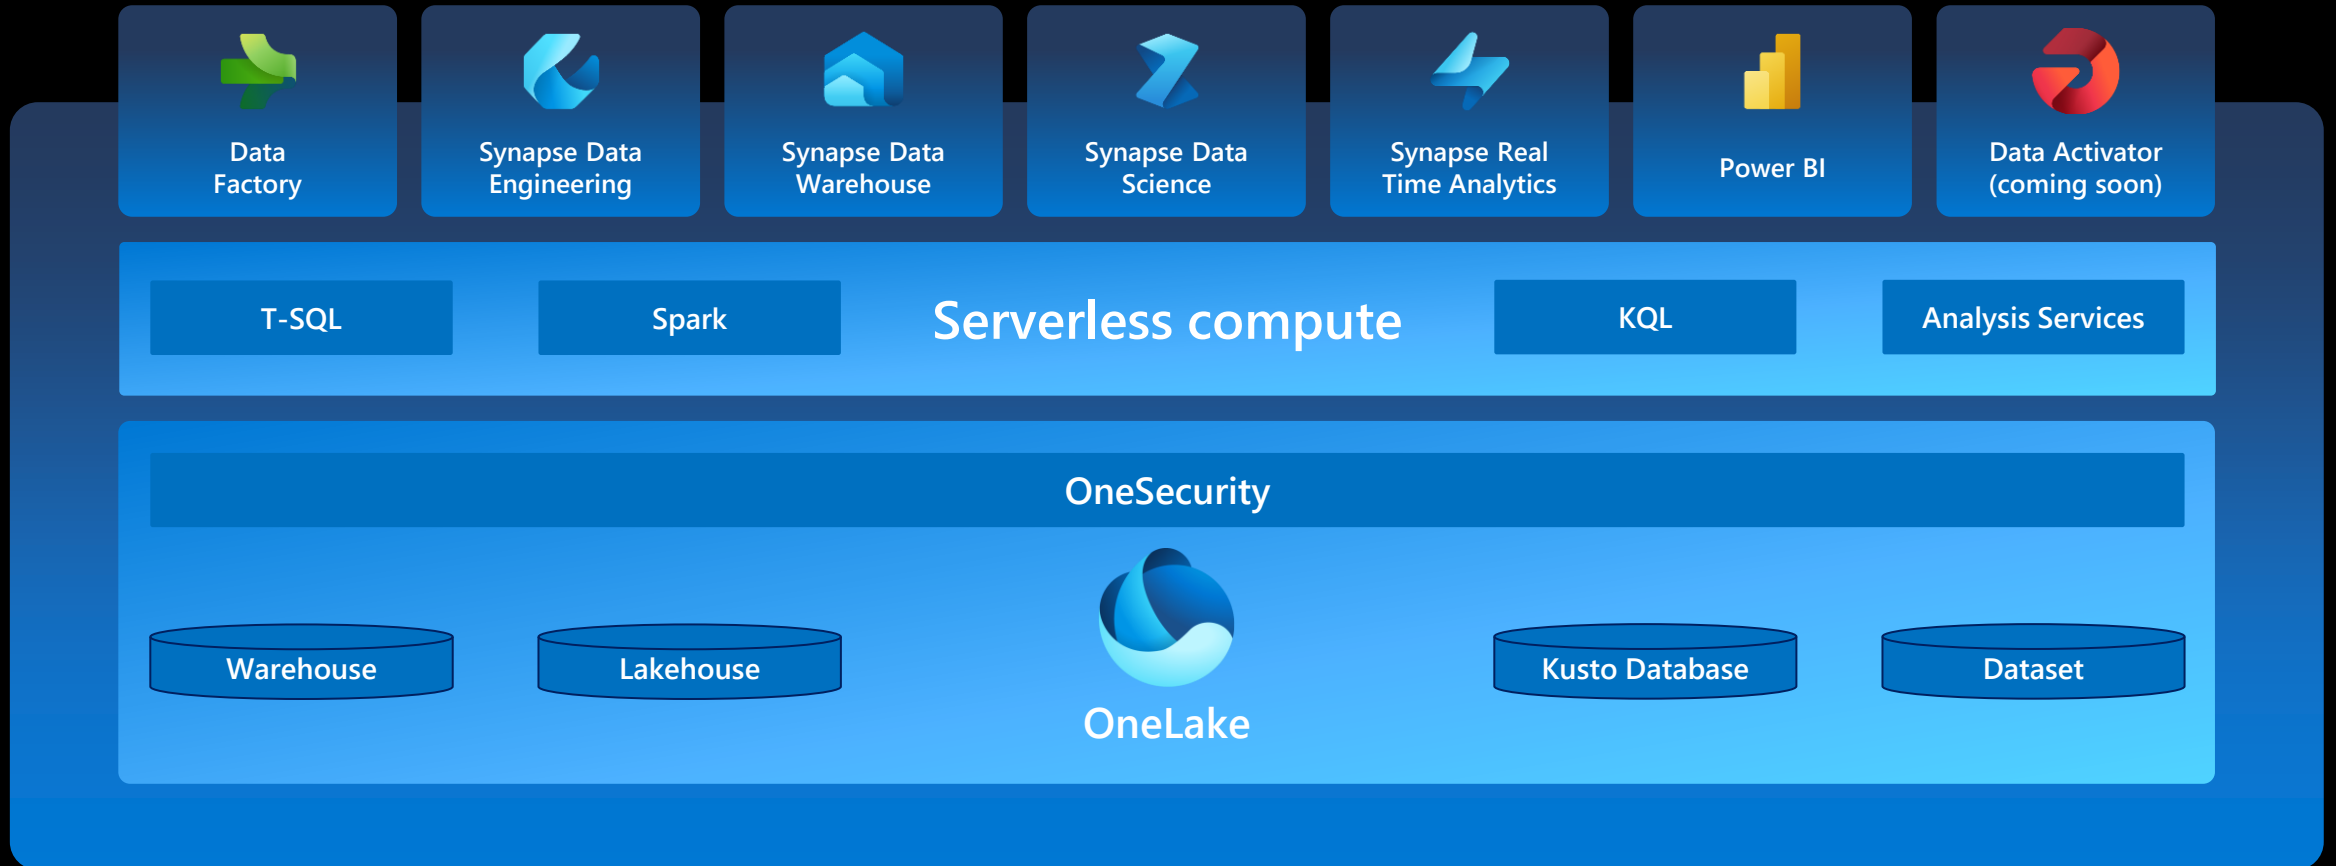 Data
Factory
Synapse Data
Engineering
Synapse Data
Warehouse
Synapse Data
Science
Synapse Real
Time Analytics
Power BI
Data Activator
(coming soon)
T-SQL
Spark
Serverless compute
KQL
Analysis Services
OneSecurity
Warehouse
Lakehouse
OneLake
Kusto Database
Dataset